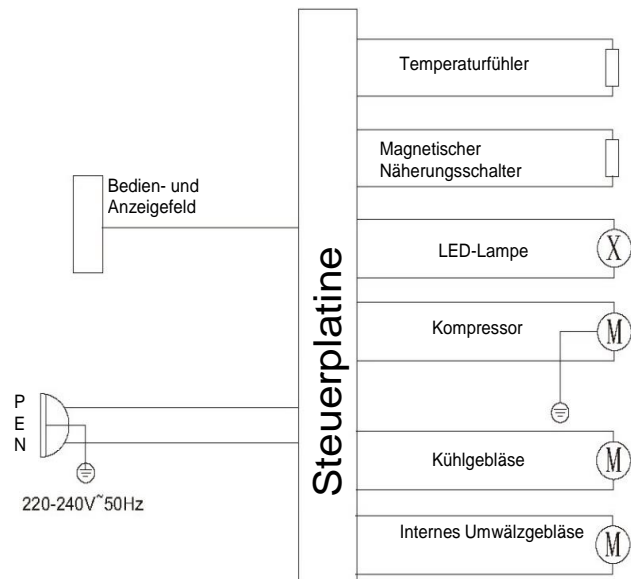 Temperaturfühler
Magnetischer
Näherungsschalter
Bedien- und
Anzeigefeld
LED-Lampe
X
Steuerplatine
Kompressor
M
P
E
N
220-240V~50Hz
Kühlgebläse
M
Internes Umwälzgebläse
M